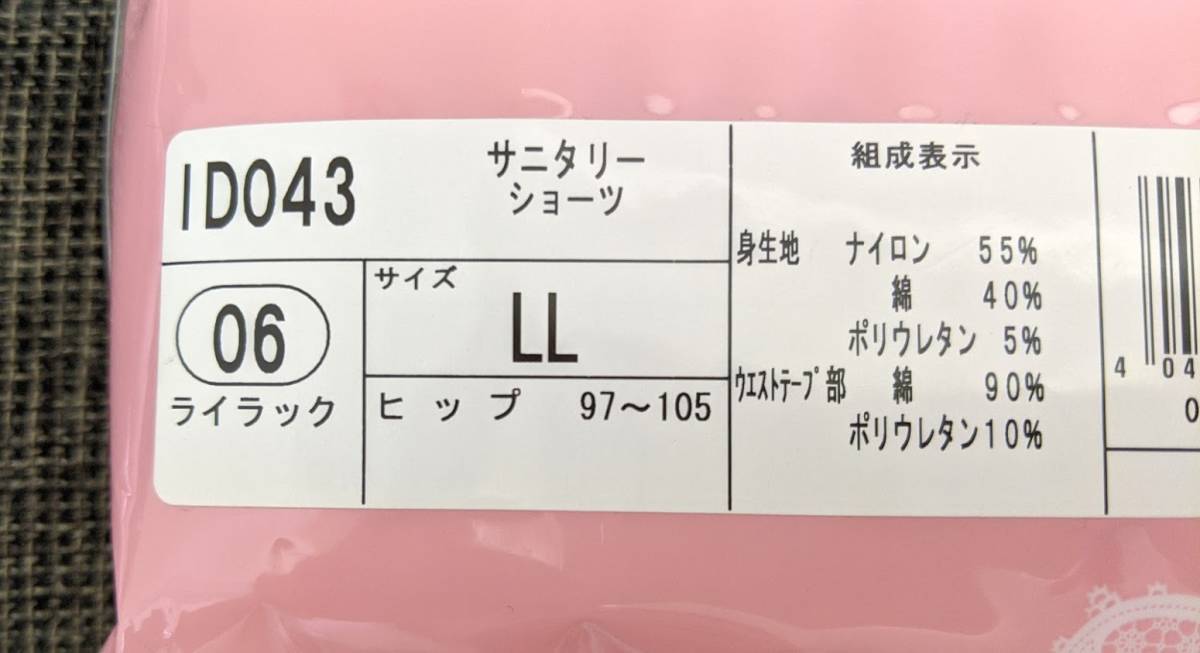 ID043
サニタリー
ショーツ
06
ライラック
サイズ
LL
ヒップ 97～105
組成表示
身生地 ナイロン 55%
綿 40%
ポリウレタン 5%
ウエストテープ部 綿 90%
ポリウレタン10%
4 04
0